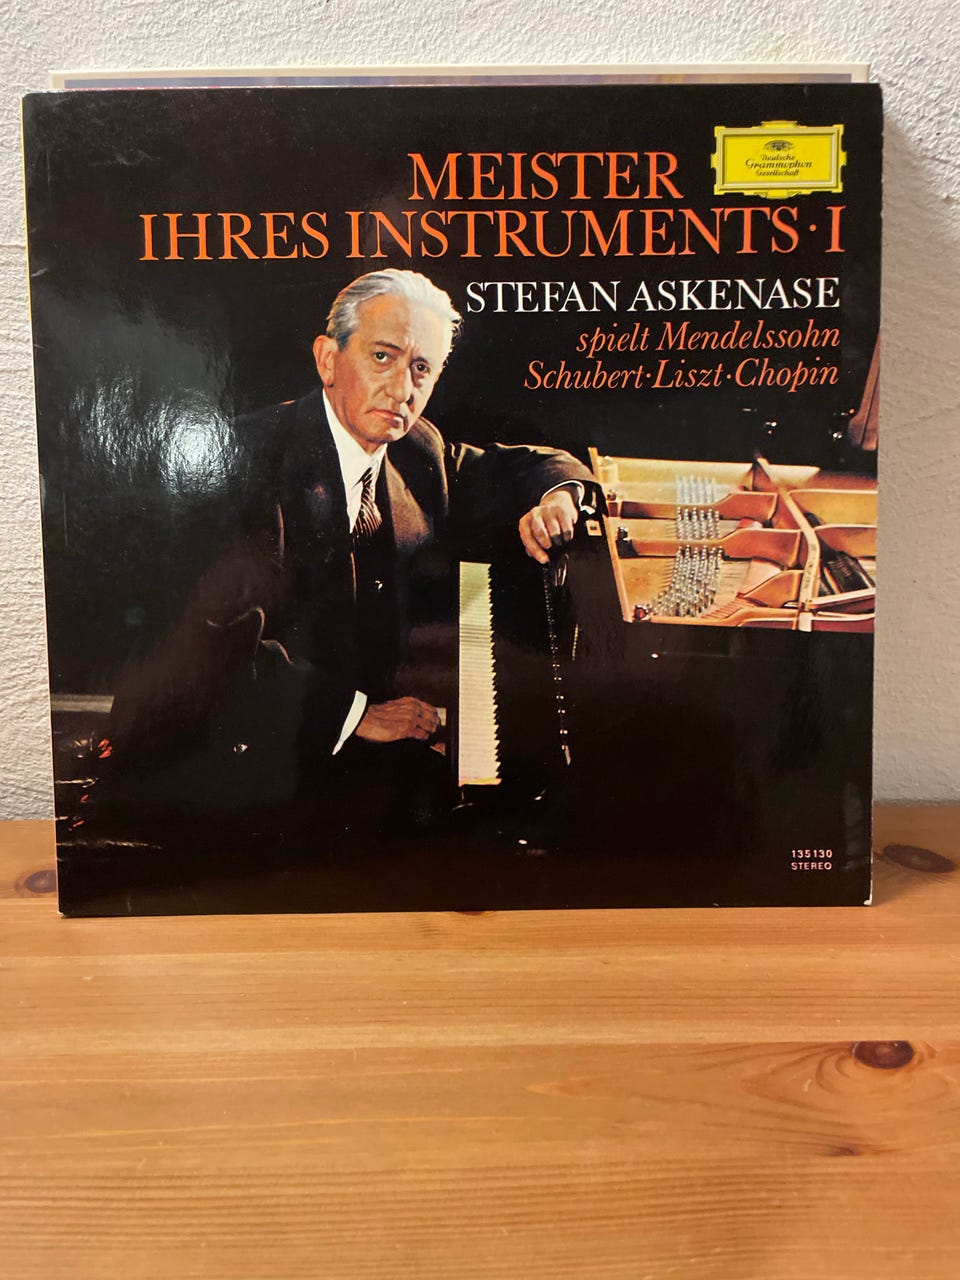 Deutsche
Grammophon
Gesellschaft
MEISTER
IHRES INSTRUMENTS·I
STEFAN ASKENASE
spielt Mendelssohn
Schubert·Liszt·Chopin
135130
STEREO